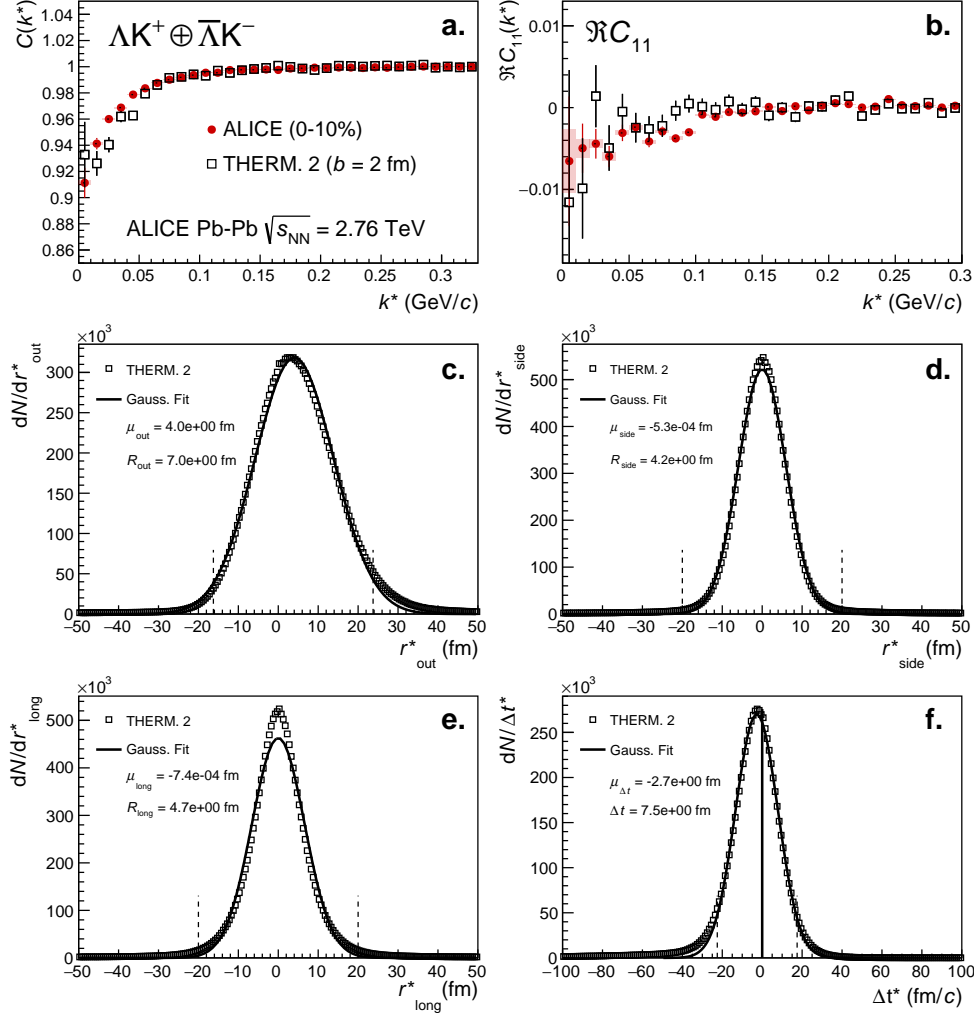 C(k*)
1.04
1.02
1
0.98
0.96
0.94
0.92
0.9
0.88
0.86
ΛK⁺ ⊕ Λ̅K⁻
a.
ALICE (0-10%)
THERM. 2 (b = 2 fm)
ALICE Pb-Pb √sNN = 2.76 TeV
0 0.05 0.1 0.15 0.2 0.25 0.3
k* (GeV/c)
ℜC₁₁(k*)
0.01
0
−0.01
ℜC₁₁
b.
0 0.05 0.1 0.15 0.2 0.25 0.3
k* (GeV/c)
×10³
dN/dr*out
300
250
200
150
100
50
0
c.
THERM. 2
Gauss. Fit
μout = 4.0e+00 fm
Rout = 7.0e+00 fm
−50 −40 −30 −20 −10 0 10 20 30 40 50
r*out (fm)
×10³
dN/dr*side
500
400
300
200
100
0
d.
THERM. 2
Gauss. Fit
μside = -5.3e-04 fm
Rside = 4.2e+00 fm
−50 −40 −30 −20 −10 0 10 20 30 40 50
r*side (fm)
×10³
dN/dr*long
500
400
300
200
100
0
e.
THERM. 2
Gauss. Fit
μlong = -7.4e-04 fm
Rlong = 4.7e+00 fm
−50 −40 −30 −20 −10 0 10 20 30 40 50
r*long (fm)
×10³
dN/Δt*
250
200
150
100
50
0
f.
THERM. 2
Gauss. Fit
μΔt = -2.7e+00 fm
Δt = 7.5e+00 fm
−100 −80 −60 −40 −20 0 20 40 60 80 100
Δt* (fm/c)